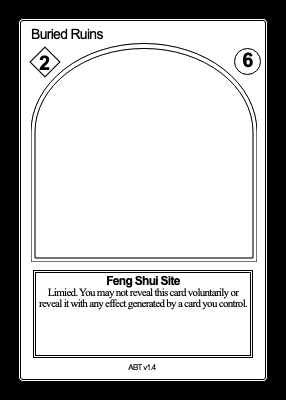 Buried Ruins
2
6
Feng Shui Site
Limied. You may not reveal this card voluntarily or
reveal it with any effect generated by a card you control.
ABT v1.4